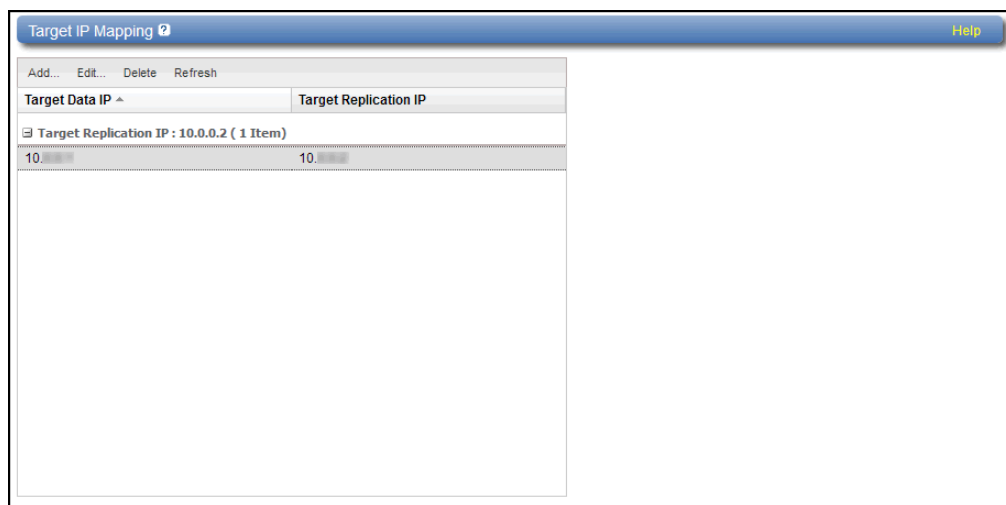 Target IP Mapping ? Help
Add... Edit... Delete Refresh
Target Data IP Target Replication IP
Target Replication IP : 10.0.0.2 ( 1 Item)
10. 10.